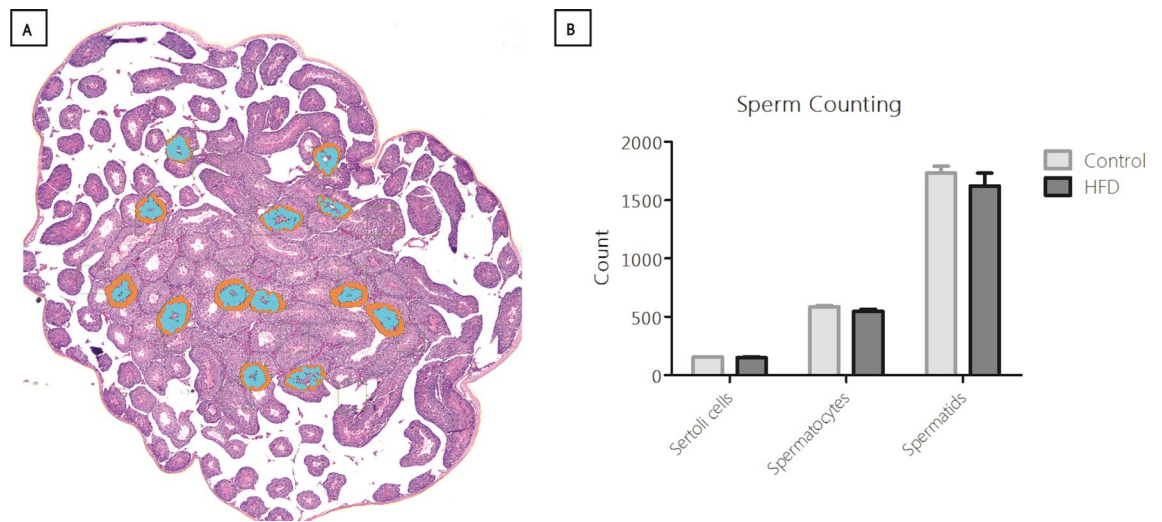 A
B
Sperm Counting
2000
1500
1000
500
0
Count
Control
HFD
Sertoli cells
Spermatocytes
Spermatids